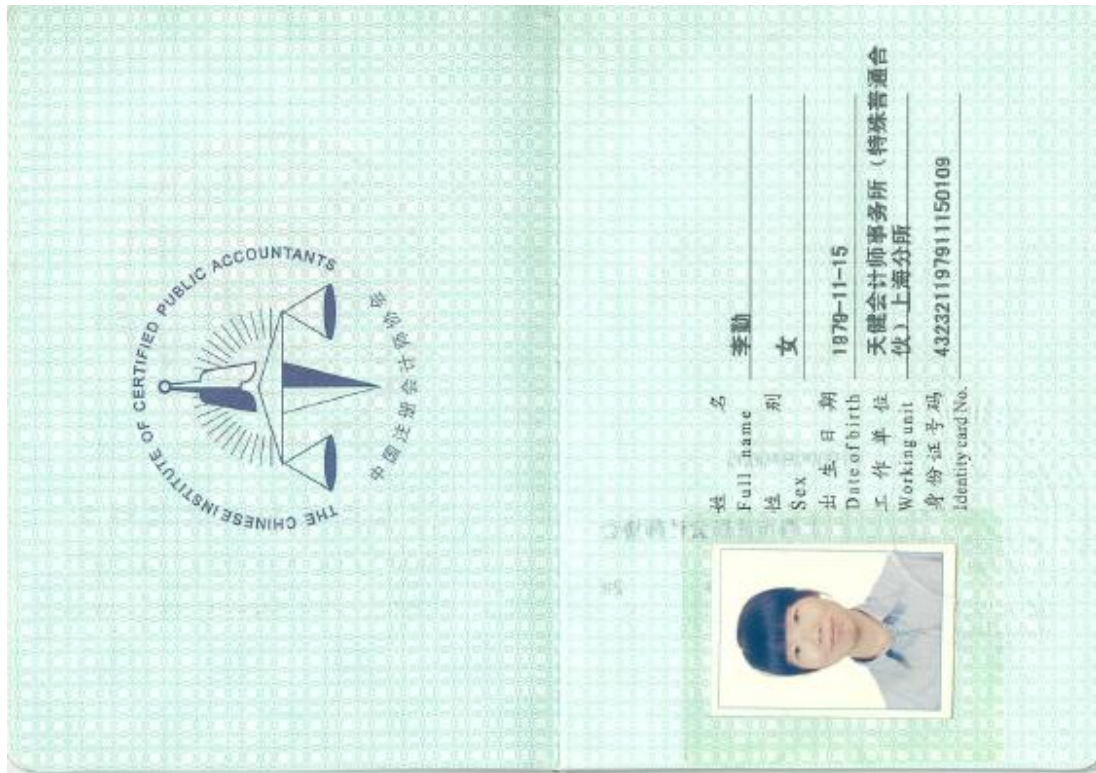 THE CHINESE INSTITUTE OF CERTIFIED PUBLIC ACCOUNTANTS
中国注册会计师协会
姓 名 李勤
Full name
性 别 女
Sex
出 生 日 期 1979-11-15
Date of birth
工 作 单 位 天健会计师事务所（特殊普通合
Working unit 伙）上海分所
身 份 证 号 码 432321197911150109
Identity card No.